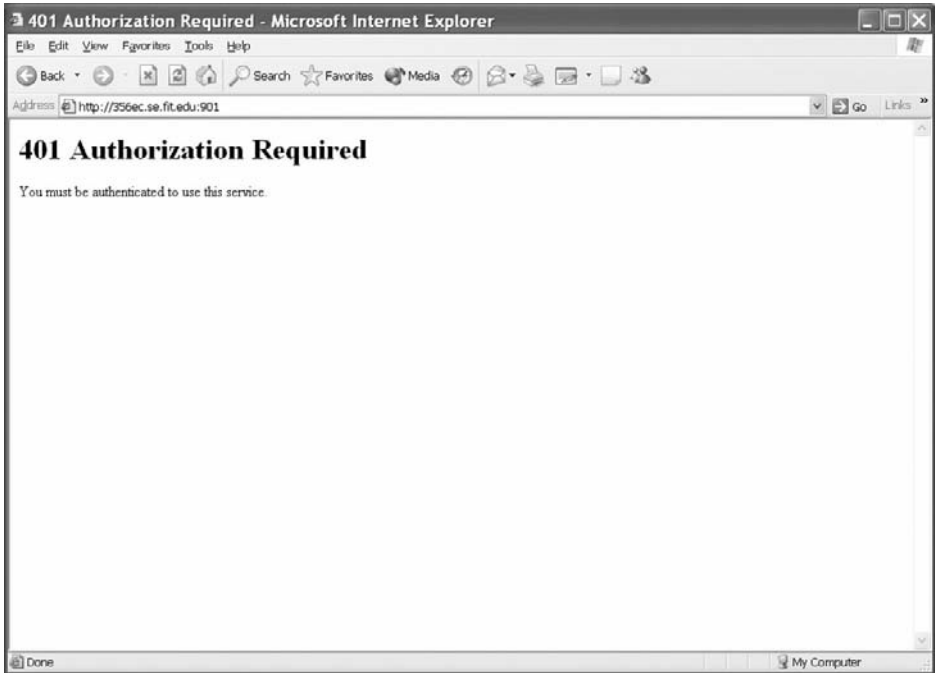 401 Authorization Required - Microsoft Internet Explorer
File Edit View Favorites Tools Help
Back Search Favorites Media
Address http://356ec.se.fit.edu:901 Go Links »
401 Authorization Required
You must be authenticated to use this service.
Done My Computer